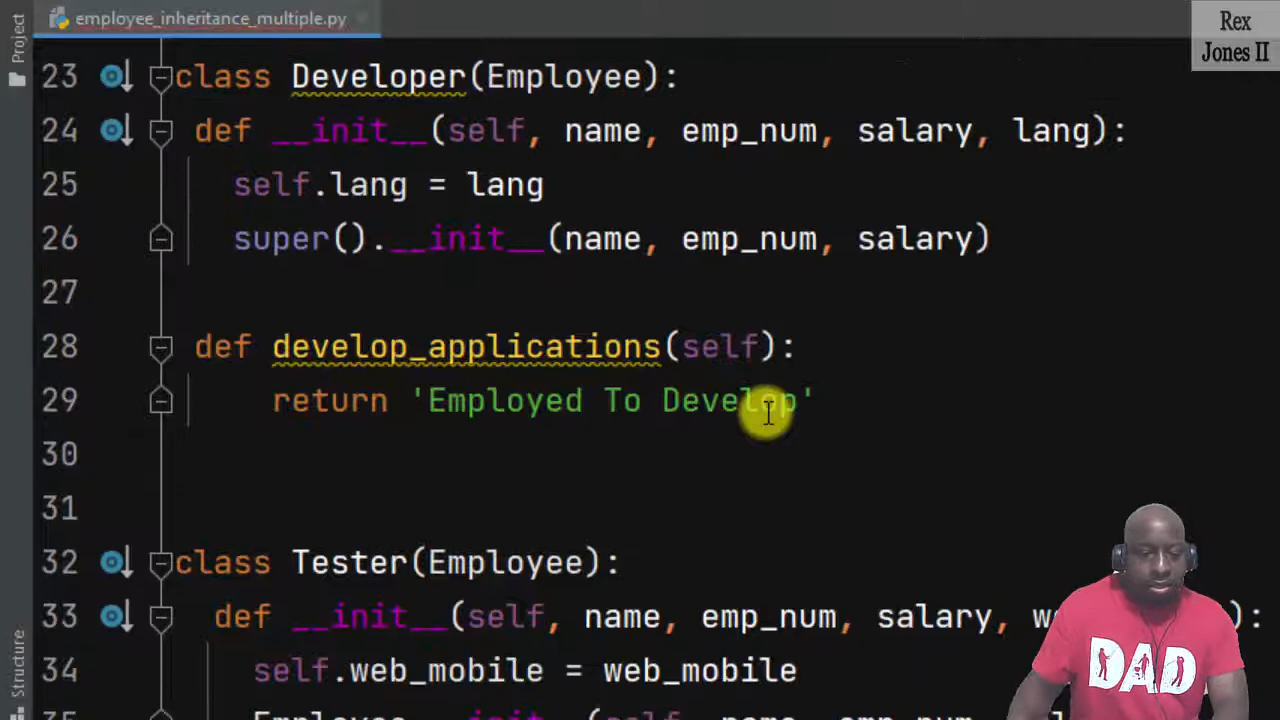 Project
employee_inheritance_multiple.py
Rex
Jones II
23 class Developer(Employee):
24 def __init__(self, name, emp_num, salary, lang):
25 self.lang = lang
26 super().__init__(name, emp_num, salary)
27
28 def develop_applications(self):
29 return 'Employed To Develop'
30
31
32 class Tester(Employee):
33 def __init__(self, name, emp_num, salary, ):
34 self.web_mobile = web_mobile
Structure
DAD